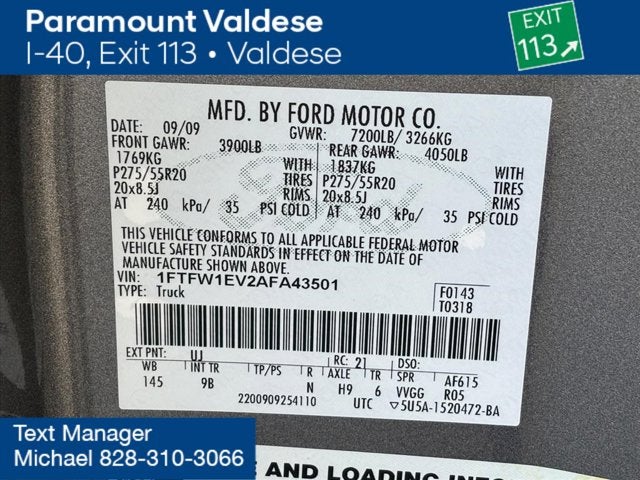 Paramount Valdese
I-40, Exit 113 • Valdese
EXIT
113
MFD. BY FORD MOTOR CO.
DATE: 09/09 GVWR: 7200LB/ 3266KG
FRONT GAWR: 3900LB REAR GAWR: 4050LB
1769KG WITH 1837KG WITH
P275/55R20 TIRES P275/55R20 TIRES
20x8.5J RIMS 20x8.5J RIMS
AT 240 kPa/ 35 PSI COLD AT 240 kPa/ 35 PSI COLD
Ford
THIS VEHICLE CONFORMS TO ALL APPLICABLE FEDERAL MOTOR
VEHICLE SAFETY STANDARDS IN EFFECT ON THE DATE OF
MANUFACTURE SHOWN ABOVE.
VIN: 1FTFW1EV2AFA43501
TYPE: Truck
F0143
T0318
EXT PNT: UJ RC: 21 DSO:
WB INT TR TP/PS R AXLE TR SPR AF615
145 9B N H9 6 VVGG R05
2200909254110 UTC ▽5U5A-1520472-BA
Text Manager
Michael 828-310-3066
AND LOADING